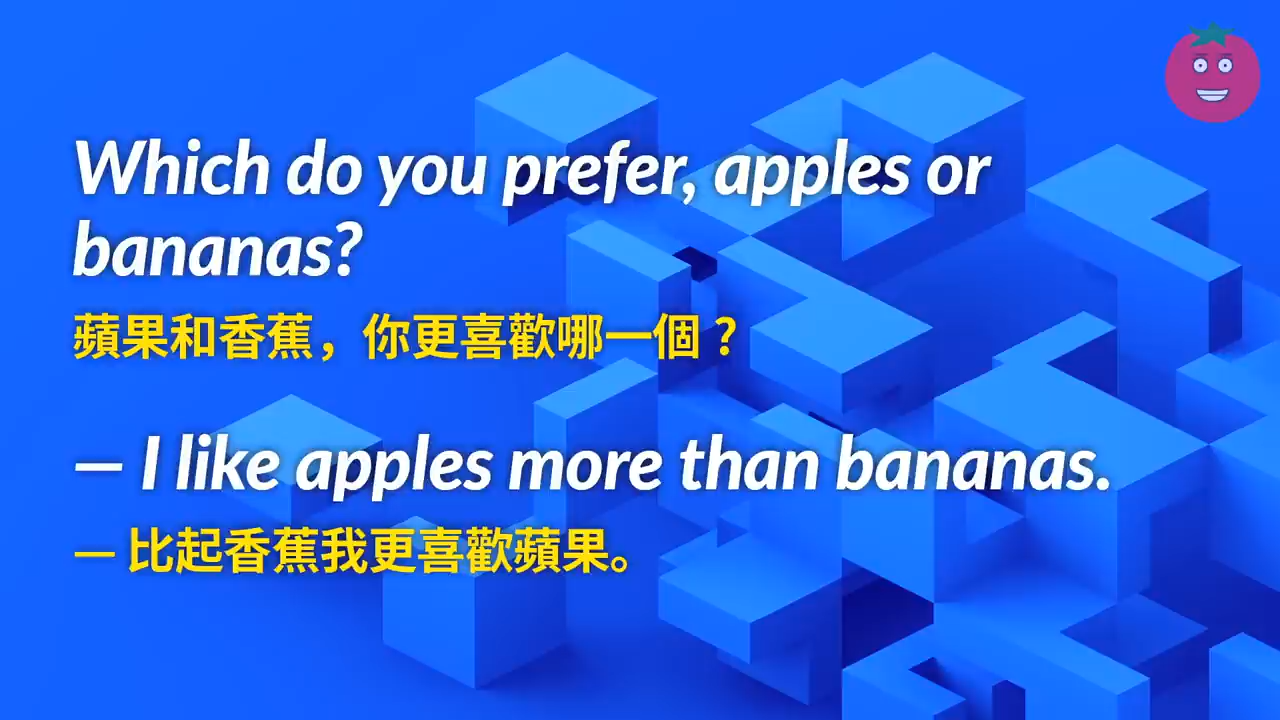 Which do you prefer, apples or
bananas?
蘋果和香蕉，你更喜歡哪一個？
— I like apples more than bananas.
— 比起香蕉我更喜歡蘋果。